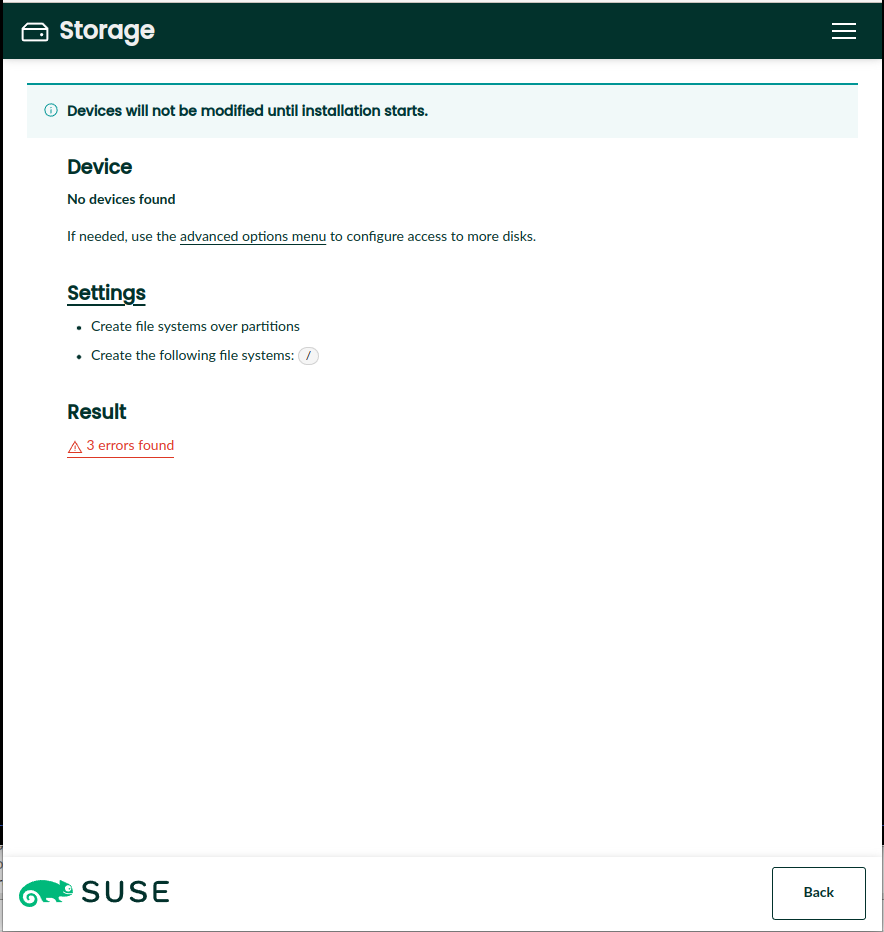 Storage
Devices will not be modified until installation starts.
Device
No devices found
If needed, use the advanced options menu to configure access to more disks.
Settings
Create file systems over partitions
Create the following file systems: /
Result
3 errors found
SUSE
Back